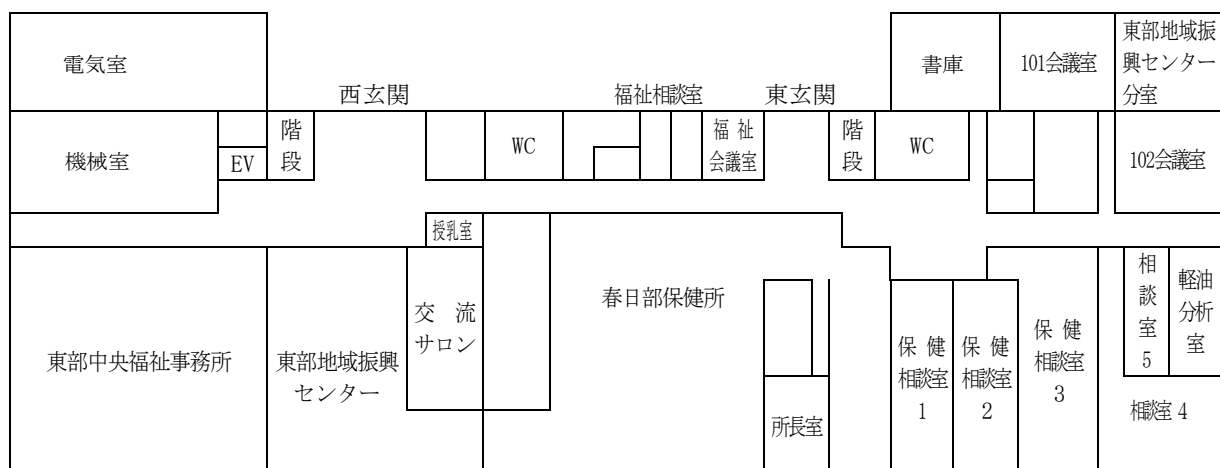 電気室
西玄関
福祉相談室
東玄関
書庫
101会議室
東部地域振
興センター
分室
機械室
EV
階
段
WC
福祉
会議室
階
段
WC
102会議室
授乳室
東部中央福祉事務所
東部地域振興
センター
交流
サロン
春日部保健所
所長室
保健
相談室
1
保健
相談室
2
保健
相談室
3
相
談
室
5
軽油
分析
室
相談室4